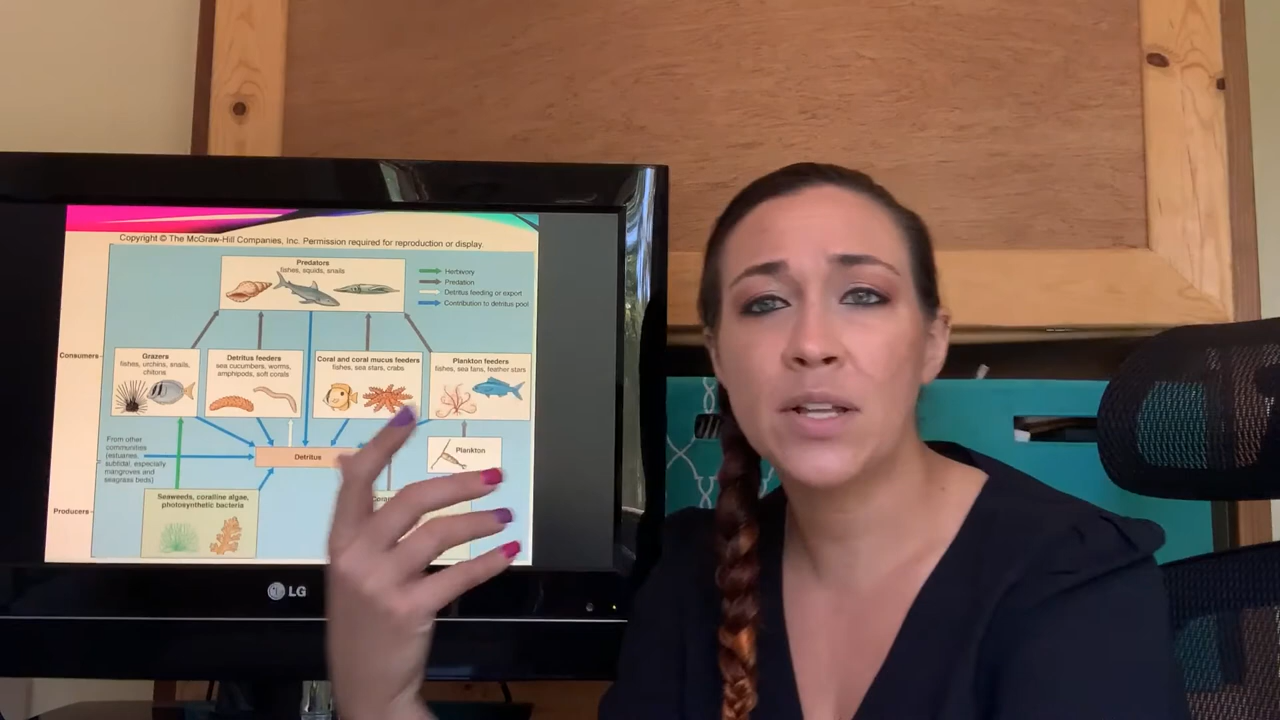 Copyright © The McGraw-Hill Companies, Inc. Permission required for reproduction or display.
Predators
fishes, squids, snails
Herbivory
Predation
Detritus feeding or export
Contribution to detritus pool
Consumers
Grazers
fishes, urchins, snails,
chitons
Detritus feeders
sea cucumbers, worms,
amphipods, soft corals
Coral and coral mucus feeders
fishes, sea stars, crabs
Plankton feeders
fishes, sea fans, feather stars
From other
communities
(estuaries,
subtidal, especially
mangroves and
seagrass beds)
Detritus
Plankton
Producers
Seaweeds, coralline algae,
photosynthetic bacteria
LG